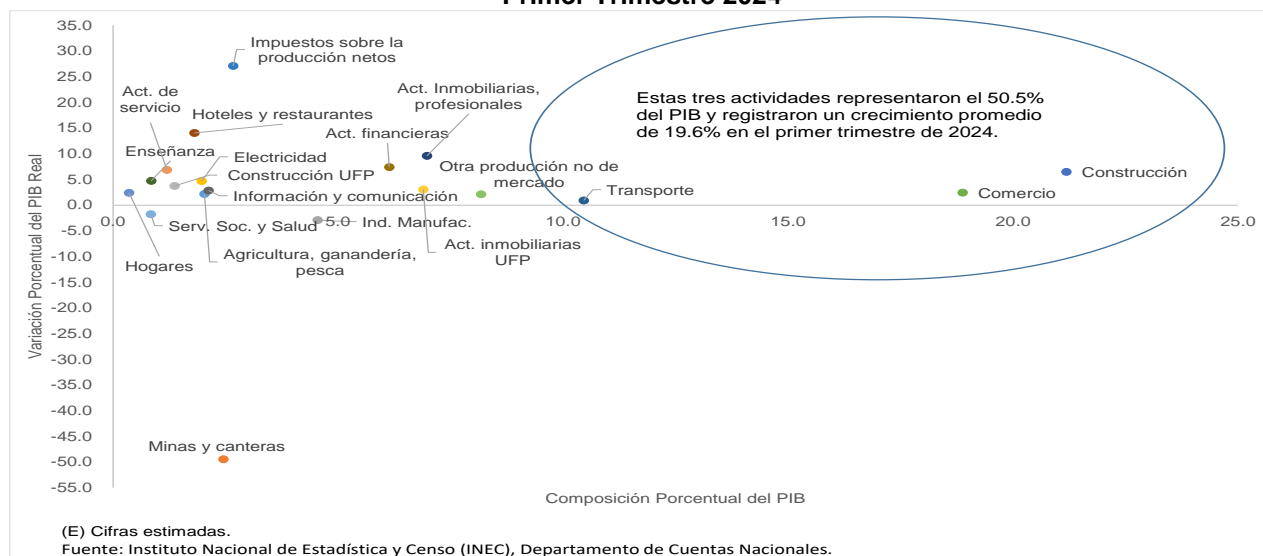 Primer Trimestre 2024
35.0
30.0
25.0
20.0
15.0
10.0
5.0
0.0
-5.0
-10.0
-15.0
-20.0
-25.0
-30.0
-35.0
-40.0
-45.0
-50.0
-55.0
Variación Porcentual del PIB Real
Impuestos sobre la
producción netos
Act. de
servicio
Hoteles y restaurantes
Act. Inmobiliarias,
profesionales
Act. financieras
Enseñanza
Electricidad
Construcción UFP
Información y comunicación
Otra producción no de
mercado
Transporte
Estas tres actividades representaron el 50.5%
del PIB y registraron un crecimiento promedio
de 19.6% en el primer trimestre de 2024.
Construcción
Comercio
0.0
5.0
10.0
15.0
20.0
25.0
Serv. Soc. y Salud
Ind. Manufac.
Hogares
Agricultura, ganandería,
pesca
Act. inmobiliarias
UFP
Minas y canteras
Composición Porcentual del PIB
(E) Cifras estimadas.
Fuente: Instituto Nacional de Estadística y Censo (INEC), Departamento de Cuentas Nacionales.